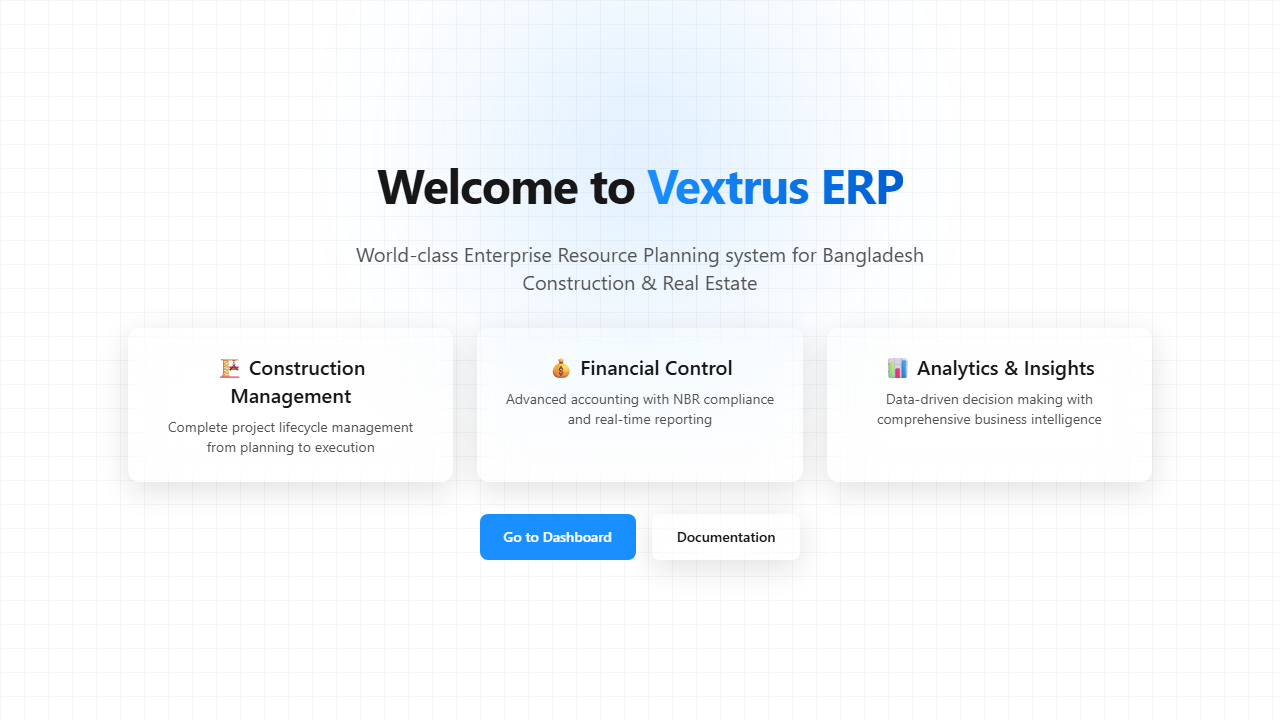 Welcome to Vextrus ERP
World-class Enterprise Resource Planning system for Bangladesh
Construction & Real Estate
🏗️ Construction
Management
Complete project lifecycle management
from planning to execution
💰 Financial Control
Advanced accounting with NBR compliance
and real-time reporting
📊 Analytics & Insights
Data-driven decision making with
comprehensive business intelligence
Go to Dashboard
Documentation